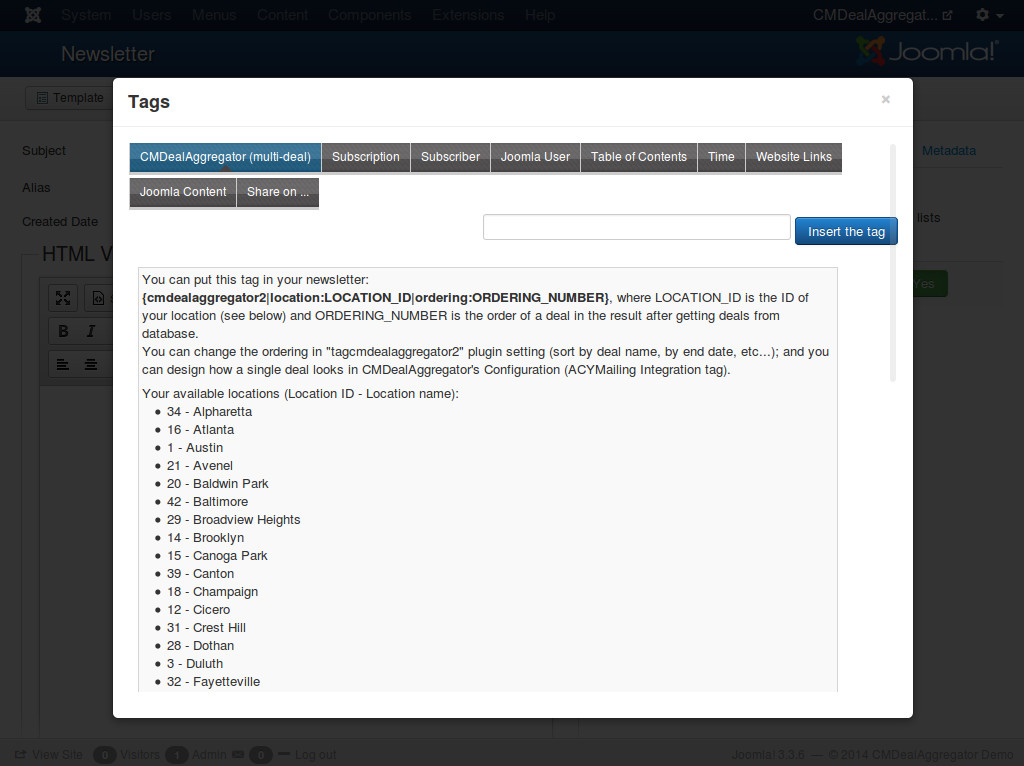 System Users Menus Content Components Extensions Help CMDealAggregat...
Newsletter Joomla!®
Template
Tags ×
Subject
Alias
Created Date
HTML V
B I
Metadata
lists
Yes
CMDealAggregator (multi-deal) Subscription Subscriber Joomla User Table of Contents Time Website Links
Joomla Content Share on ...
Insert the tag
You can put this tag in your newsletter:
{cmdealaggregator2|location:LOCATION_ID|ordering:ORDERING_NUMBER}, where LOCATION_ID is the ID of
your location (see below) and ORDERING_NUMBER is the order of a deal in the result after getting deals from
database.
You can change the ordering in "tagcmdealaggregator2" plugin setting (sort by deal name, by end date, etc...); and you
can design how a single deal looks in CMDealAggregator's Configuration (ACYMailing Integration tag).
Your available locations (Location ID - Location name):
34 - Alpharetta
16 - Atlanta
1 - Austin
21 - Avenel
20 - Baldwin Park
42 - Baltimore
29 - Broadview Heights
14 - Brooklyn
15 - Canoga Park
39 - Canton
18 - Champaign
12 - Cicero
31 - Crest Hill
28 - Dothan
3 - Duluth
32 - Fayetteville
View Site 0 Visitors 1 Admin 0 Log out Joomla! 3.3.6 — © 2014 CMDealAggregator Demo